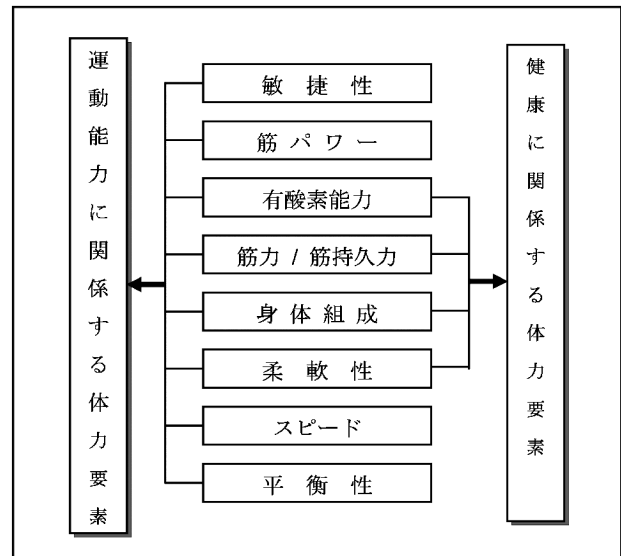 運動能力に関係する体力要素
敏捷性
筋パワー
有酸素能力
筋力 / 筋持久力
身体組成
柔軟性
スピード
平衡性
健康に関係する体力要素